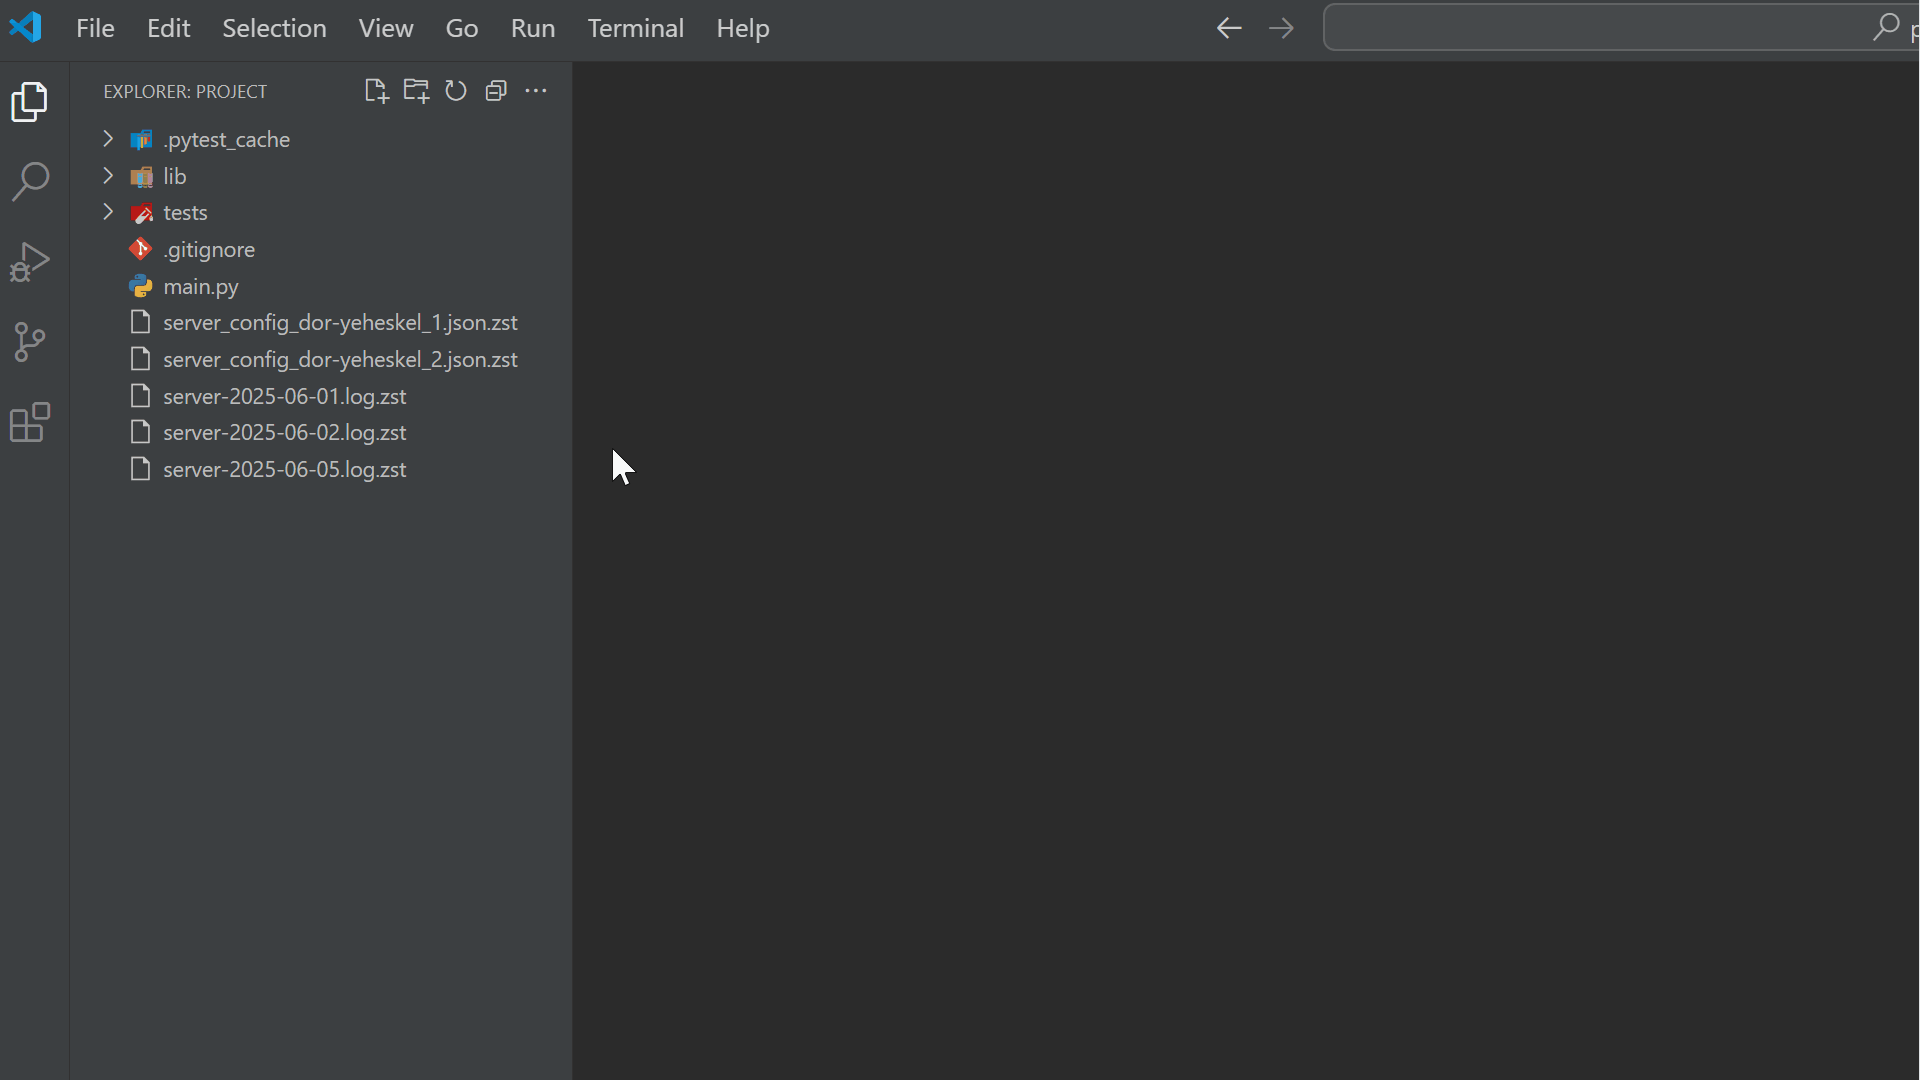 File Edit Selection View Go Run Terminal Help
EXPLORER: PROJECT
.pytest_cache
lib
tests
.gitignore
main.py
server_config_dor-yeheskel_1.json.zst
server_config_dor-yeheskel_2.json.zst
server-2025-06-01.log.zst
server-2025-06-02.log.zst
server-2025-06-05.log.zst